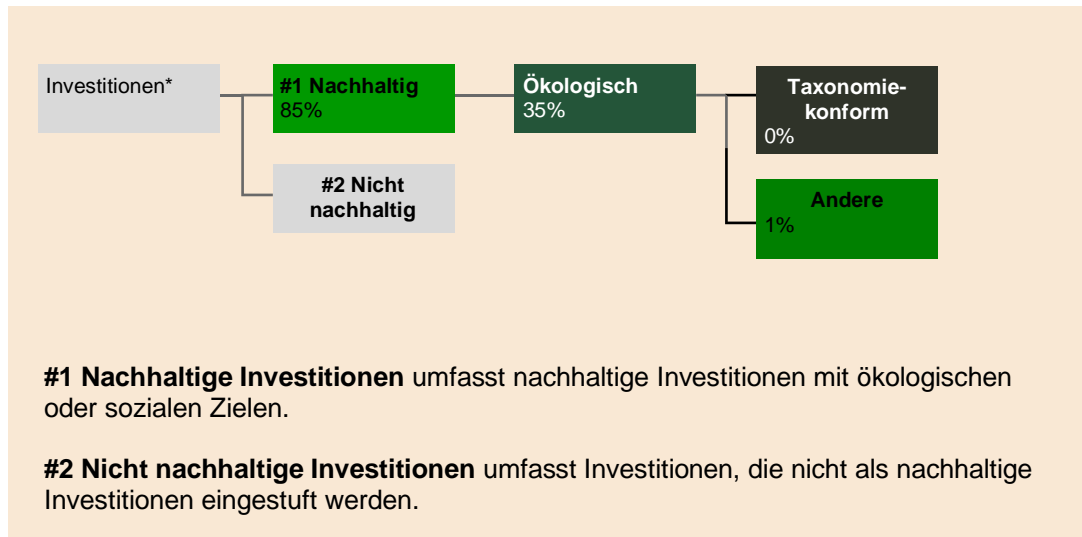 Investitionen*
#1 Nachhaltig
85%
Ökologisch
35%
Taxonomie-
konform
0%
#2 Nicht
nachhaltig
Andere
1%
#1 Nachhaltige Investitionen umfasst nachhaltige Investitionen mit ökologischen
oder sozialen Zielen.
#2 Nicht nachhaltige Investitionen umfasst Investitionen, die nicht als nachhaltige
Investitionen eingestuft werden.